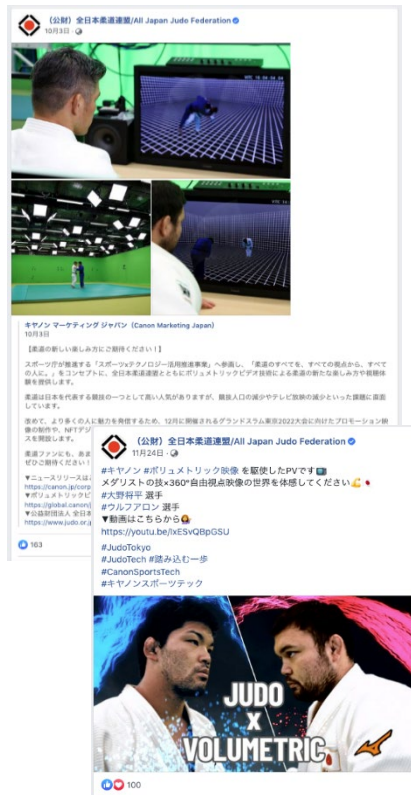 （公財）全日本柔道連盟/All Japan Judo Federation
10月3日
キヤノン マーケティング ジャパン（Canon Marketing Japan）
10月3日
【柔道の新しい楽しみ方にご期待ください！】
スポーツ庁が推進する「スポーツxテクノロジー活用推進事業」へ参画し、「柔道のすべてを、すべての視点から、すべて
の人に。」をコンセプトに、全日本柔道連盟とともにボリュメトリックビデオ技術による柔道の新たな楽しみ方や視聴体
験を提供します。
柔道は日本を代表する競技の一つとして高い人気がありますが、競技人口の減少やテレビ放映の減少といった課題に直面
しています。
改めて、より多くの人に魅力を発信するため、12月に開催されるグランドスラム東京2022大会に向けたプロモーション映
像の制作や、NFTデジ
スを開設します。
柔道ファンにも、あま
ぜひご期待ください！
▼ニュースリリースは
https://canon.jp/corp
▼ボリュメトリックビ
https://global.canon/j
▼公益財団法人 全日本
https://www.judo.or.jp
163
（公財）全日本柔道連盟/All Japan Judo Federation
11月24日
#キヤノン #ボリュメトリック映像 を駆使したPVです
メダリストの技×360°自由視点映像の世界を体感してください
#大野将平 選手
#ウルフアロン 選手
▼動画はこちらから
https://youtu.be/lxESvQBpGSU
#JudoTokyo
#JudoTech #踏み込む一歩
#CanonSportsTech
#キヤノンスポーツテック
JUDO
X
VOLUMETRIC
100